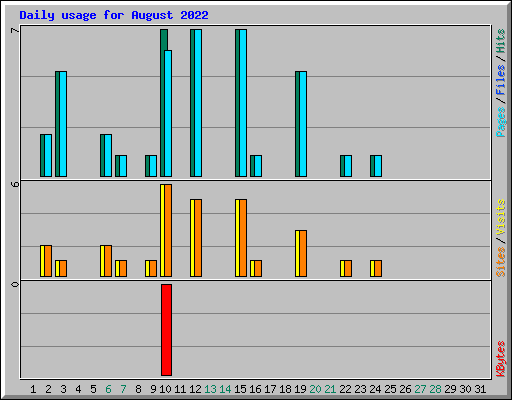 Daily usage for August 2022
7
Pages / Files / Hits
6
Sites / Visits
0
KBytes
1 2 3 4 5 6 7 8 9 10 11 12 13 14 15 16 17 18 19 20 21 22 23 24 25 26 27 28 29 30 31